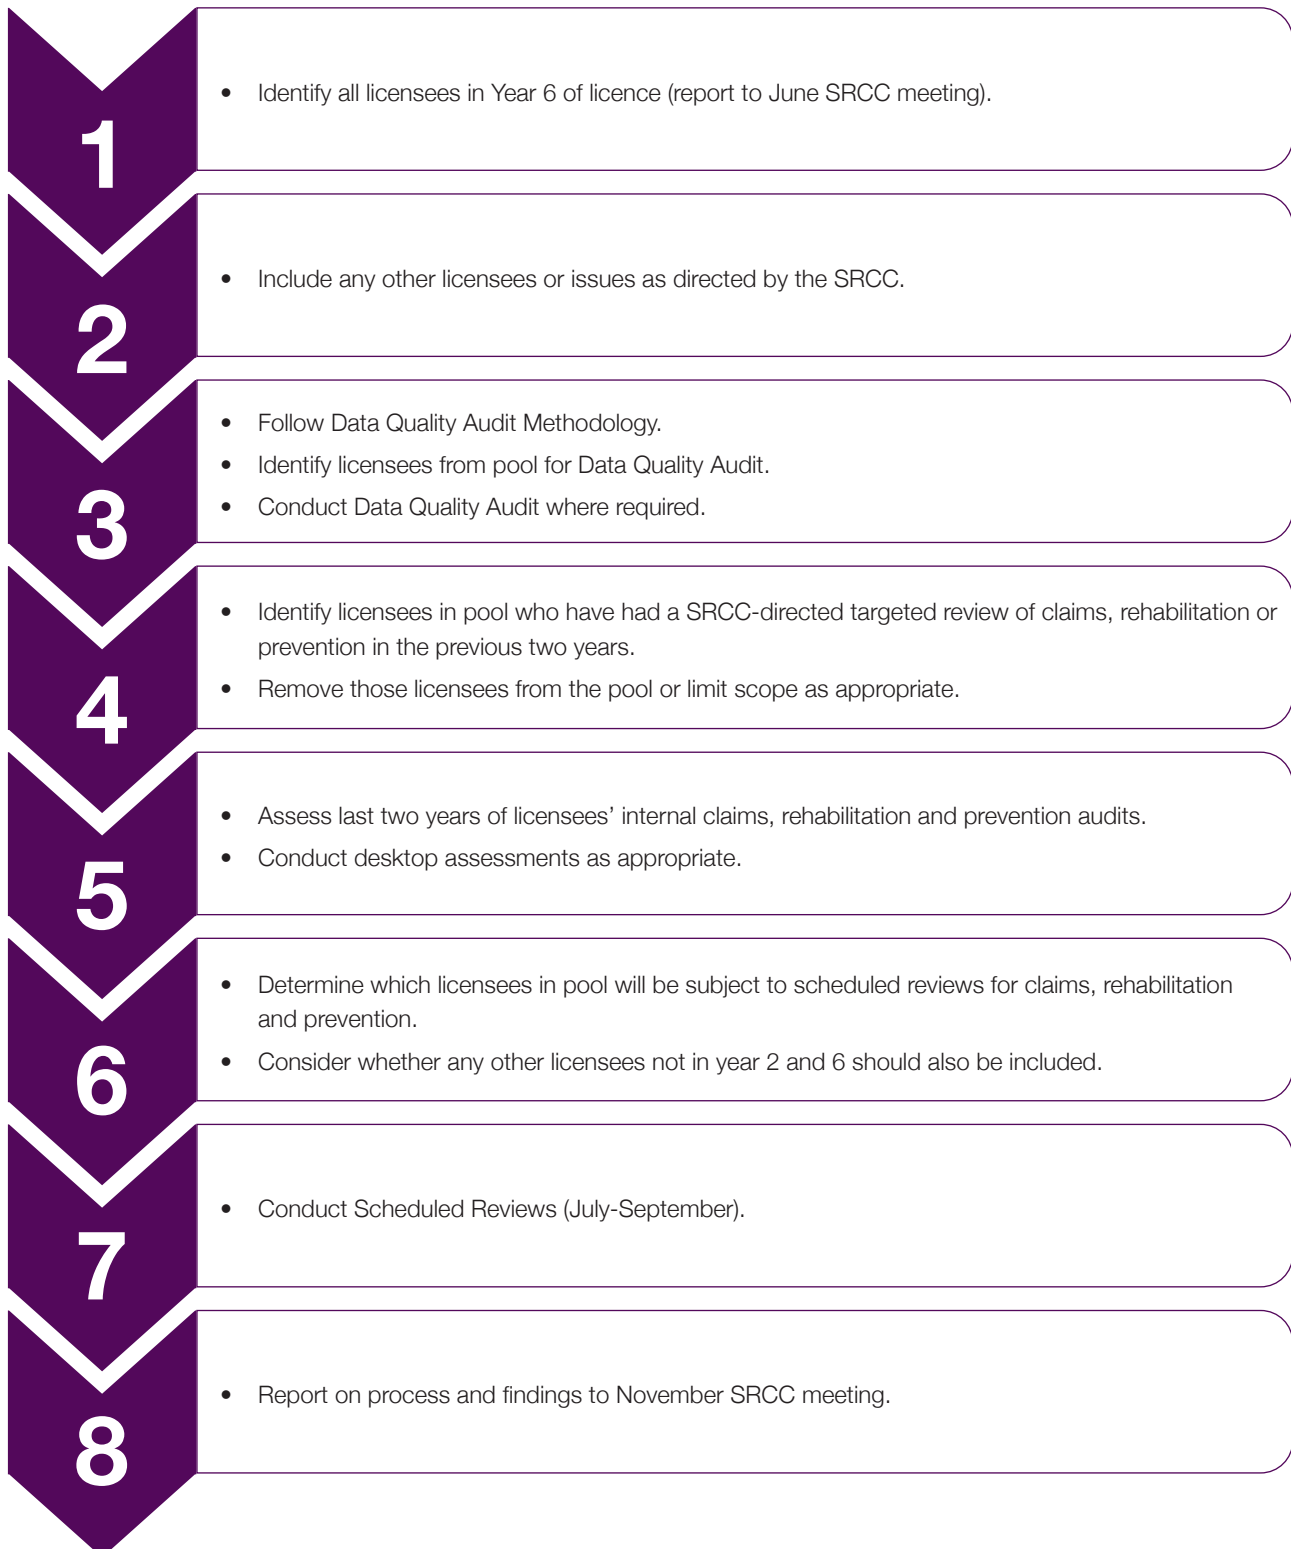 1
• Identify all licensees in Year 6 of licence (report to June SRCC meeting).
2
• Include any other licensees or issues as directed by the SRCC.
3
• Follow Data Quality Audit Methodology.
• Identify licensees from pool for Data Quality Audit.
• Conduct Data Quality Audit where required.
4
• Identify licensees in pool who have had a SRCC-directed targeted review of claims, rehabilitation or
prevention in the previous two years.
• Remove those licensees from the pool or limit scope as appropriate.
5
• Assess last two years of licensees’ internal claims, rehabilitation and prevention audits.
• Conduct desktop assessments as appropriate.
6
• Determine which licensees in pool will be subject to scheduled reviews for claims, rehabilitation
and prevention.
• Consider whether any other licensees not in year 2 and 6 should also be included.
7
• Conduct Scheduled Reviews (July-September).
8
• Report on process and findings to November SRCC meeting.